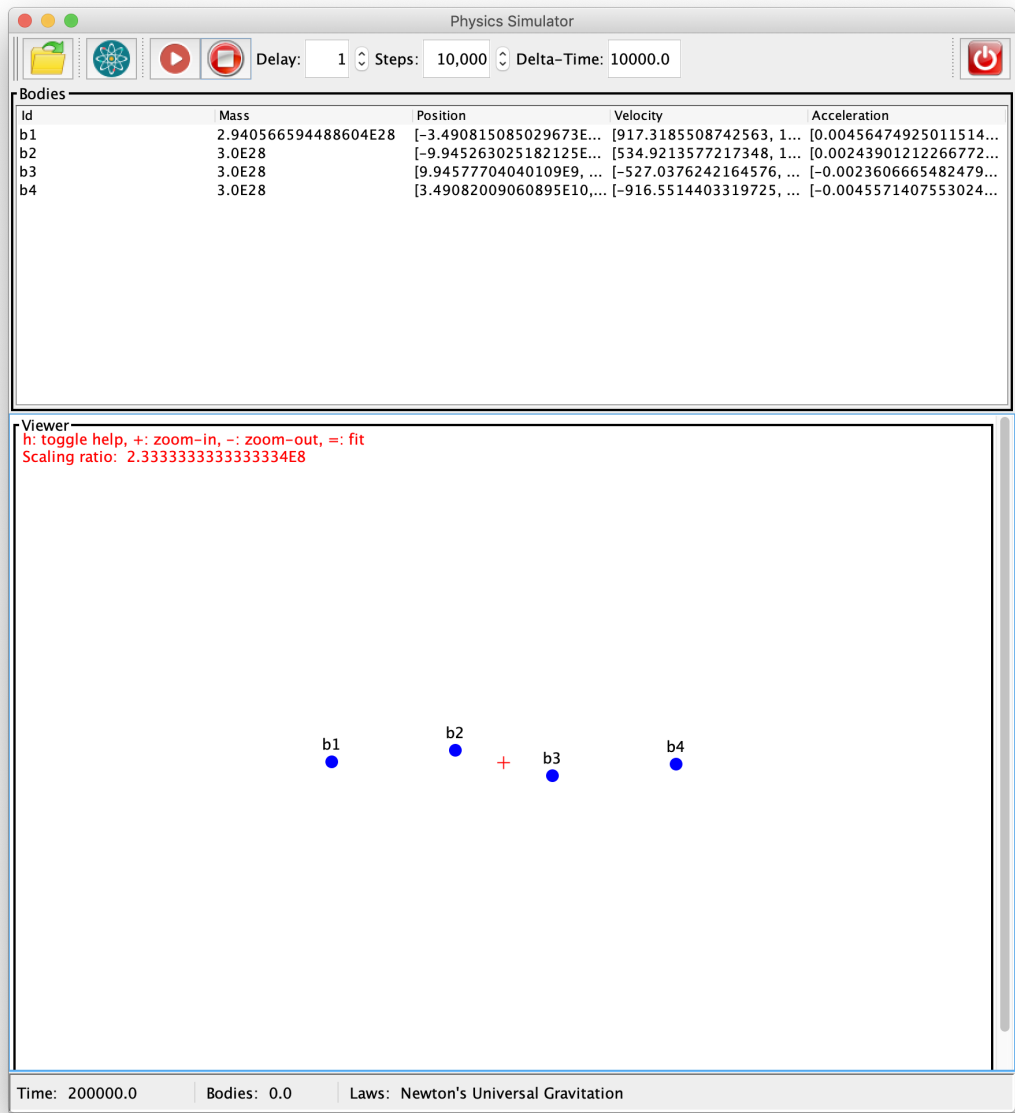 Physics Simulator
Delay: 1 Steps: 10,000 Delta-Time: 10000.0
Bodies
Id Mass Position Velocity Acceleration
b1 2.940566594488604E28 [-3.490815085029673E... [917.3185508742563, 1... [0.00456474925011514...
b2 3.0E28 [-9.945263025182125E... [534.9213577217348, 1... [0.00243901212266772...
b3 3.0E28 [9.94577704040109E9, ... [-527.0376242164576, ... [-0.0023606665482479...
b4 3.0E28 [3.49082009060895E10,... [-916.5514403319725, ... [-0.0045571407553024...
Viewer
h: toggle help, +: zoom-in, -: zoom-out, =: fit
Scaling ratio: 2.3333333333333334E8
b2
b1
b4
b3
Time: 200000.0 Bodies: 0.0 Laws: Newton's Universal Gravitation